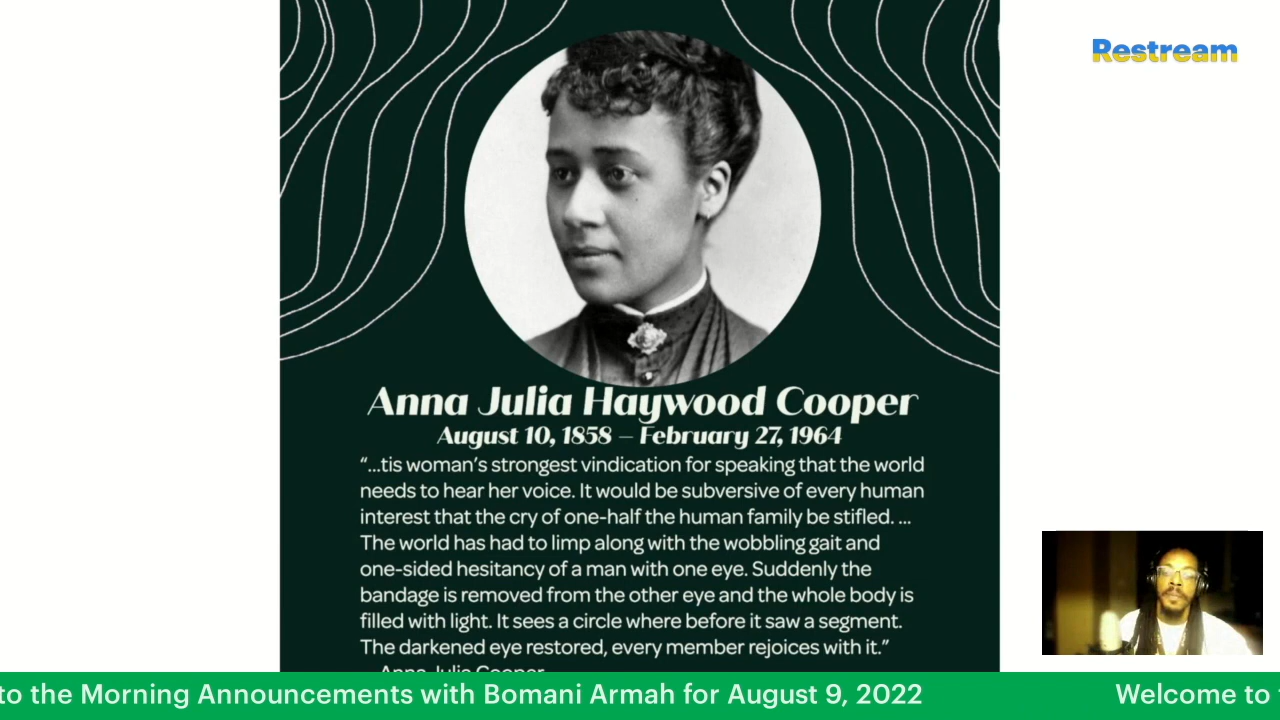 Restream
Anna Julia Haywood Cooper
August 10, 1858 – February 27, 1964
“...tis woman’s strongest vindication for speaking that the world
needs to hear her voice. It would be subversive of every human
interest that the cry of one-half the human family be stifled. ...
The world has had to limp along with the wobbling gait and
one-sided hesitancy of a man with one eye. Suddenly the
bandage is removed from the other eye and the whole body is
filled with light. It sees a circle where before it saw a segment.
The darkened eye restored, every member rejoices with it.”
Anna Julia Cooper
to the Morning Announcements with Bomani Armah for August 9, 2022 Welcome to